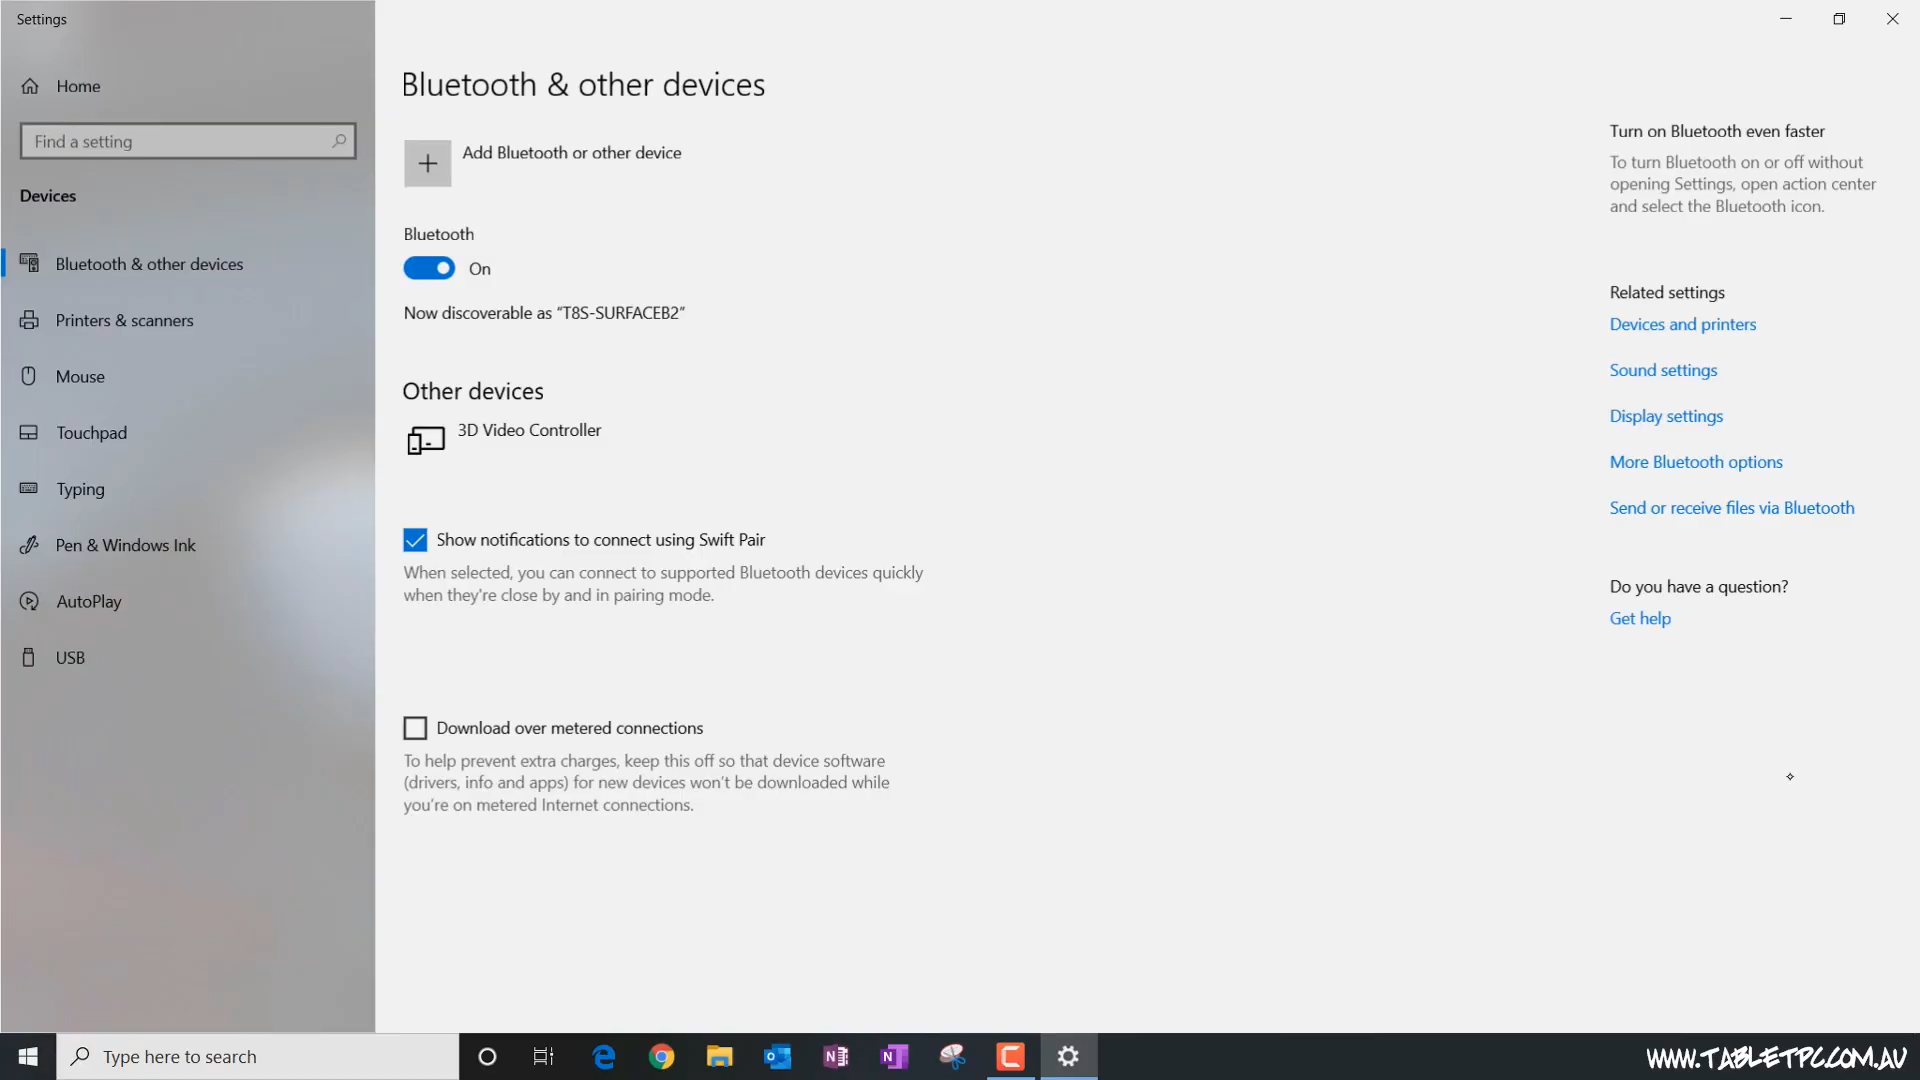 Settings
Home
Find a setting
Devices
Bluetooth & other devices
Printers & scanners
Mouse
Touchpad
Typing
Pen & Windows Ink
AutoPlay
USB
Bluetooth & other devices
Add Bluetooth or other device
Bluetooth
On
Now discoverable as “T8S-SURFACEB2”
Other devices
3D Video Controller
Show notifications to connect using Swift Pair
When selected, you can connect to supported Bluetooth devices quickly
when they're close by and in pairing mode.
Download over metered connections
To help prevent extra charges, keep this off so that device software
(drivers, info and apps) for new devices won’t be downloaded while
you’re on metered Internet connections.
Turn on Bluetooth even faster
To turn Bluetooth on or off without
opening Settings, open action center
and select the Bluetooth icon.
Related settings
Devices and printers
Sound settings
Display settings
More Bluetooth options
Send or receive files via Bluetooth
Do you have a question?
Get help
Type here to search
WWW.TABLETPC.COM.AU